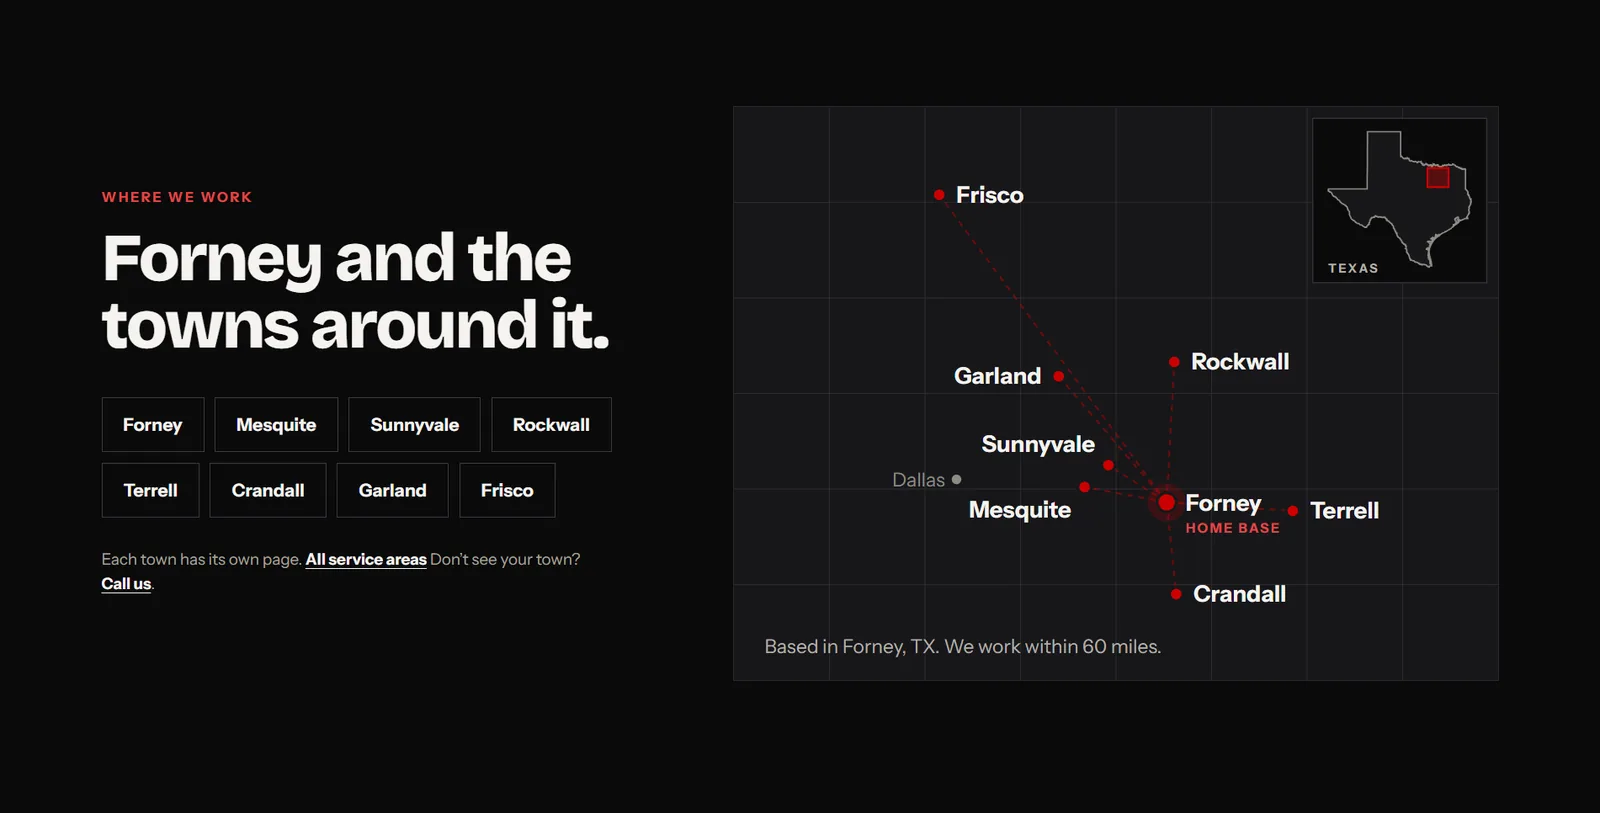 WHERE WE WORK
Forney and the
towns around it.
Forney
Mesquite
Sunnyvale
Rockwall
Terrell
Crandall
Garland
Frisco
Each town has its own page. All service areas Don't see your town?
Call us.
TEXAS
Frisco
Rockwall
Garland
Sunnyvale
Dallas
Mesquite
Forney
HOME BASE
Terrell
Crandall
Based in Forney, TX. We work within 60 miles.